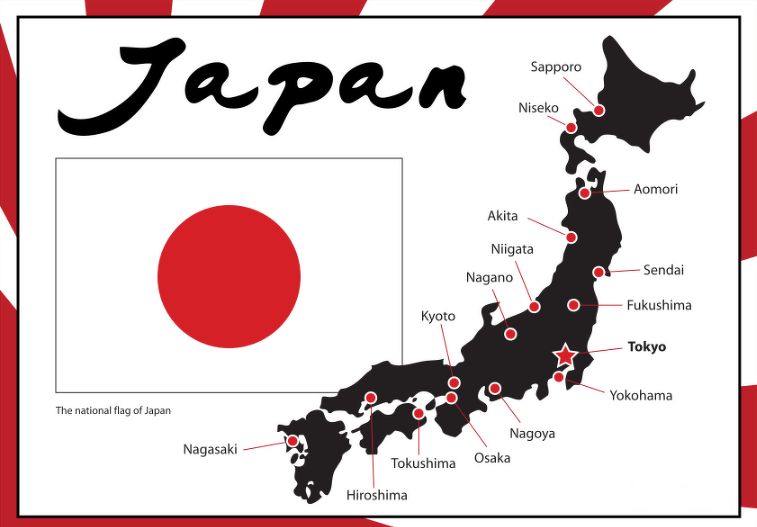 Japan
Sapporo
Niseko
Aomori
Akita
Niigata
Sendai
Nagano
Fukushima
Kyoto
Tokyo
Yokohama
The national flag of Japan
Nagoya
Nagasaki
Osaka
Tokushima
Hiroshima